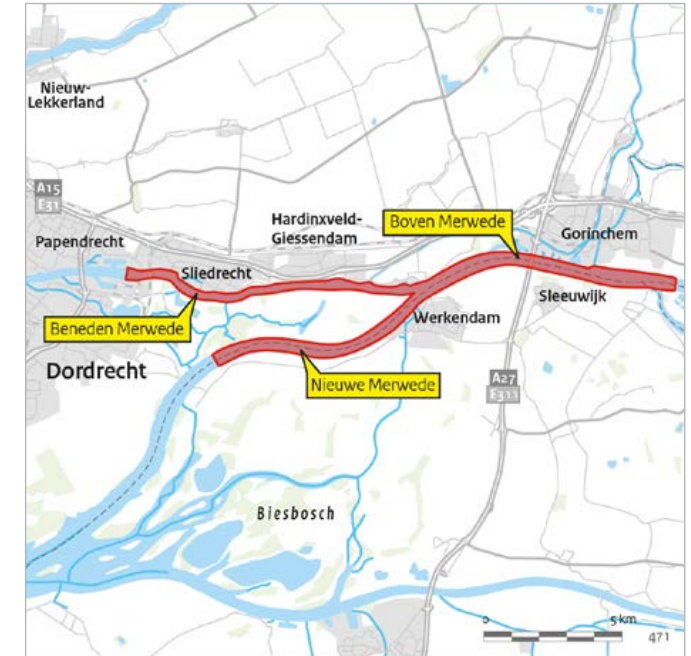 Nieuw-
Lekkerland
A15
E31
Papendrecht
Hardinxveld-
Giessendam
Boven Merwede
Gorinchem
Sliedrecht
Sleeuwijk
Werkendam
Beneden Merwede
Dordrecht
Nieuwe Merwede
A27
E311
Biesbosch
0
5 km
471